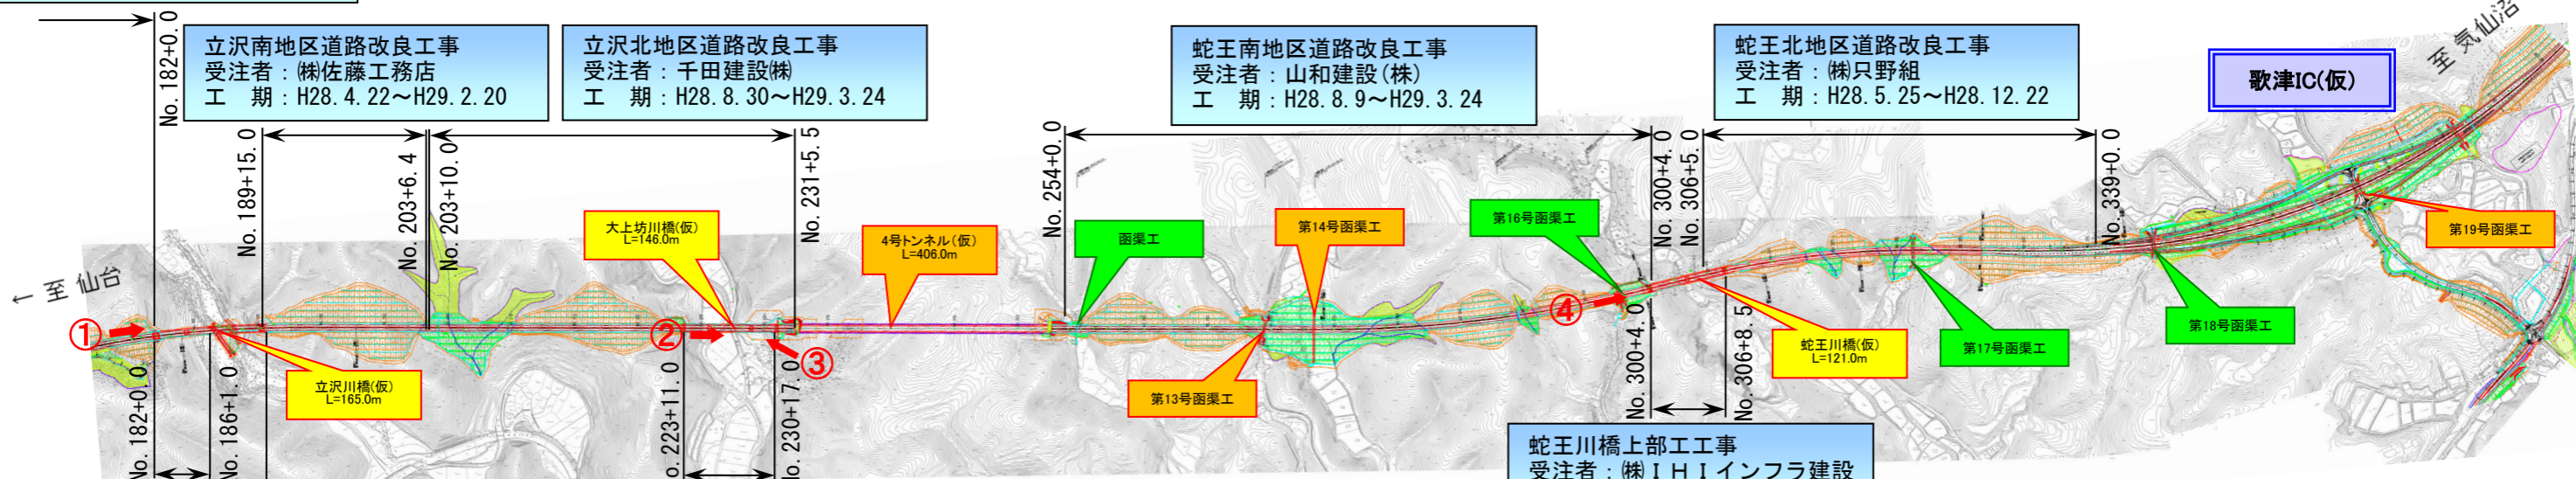 立沢南地区道路改良工事
受注者：㈱佐藤工務店
工　期：H28.4.22～H29.2.20
立沢北地区道路改良工事
受注者：千田建設㈱
工　期：H28.8.30～H29.3.24
蛇王南地区道路改良工事
受注者：山和建設(株)
工　期：H28.8.9～H29.3.24
蛇王北地区道路改良工事
受注者：㈱只野組
工　期：H28.5.25～H28.12.22
歌津IC(仮)
至 気仙沼
No.182+0.0
No.189+15.0
No.203+6.4
No.203+10.0
No.231+5.5
No.254+0.0
No.300+4.0
No.306+5.0
No.339+0.0
← 至 仙台
大上坊川橋(仮)
L=146.0m
4号トンネル(仮)
L=406.0m
函渠工
第14号函渠工
第16号函渠工
第19号函渠工
①
②
③
④
立沢川橋(仮)
L=165.0m
第13号函渠工
蛇王川橋(仮)
L=121.0m
第17号函渠工
第18号函渠工
No.182+0.0
No.186+1.0
No.223+11.0
No.230+17.0
No.300+4.0
No.306+8.5
蛇王川橋上部工工事
受注者：㈱ＩＨＩインフラ建設